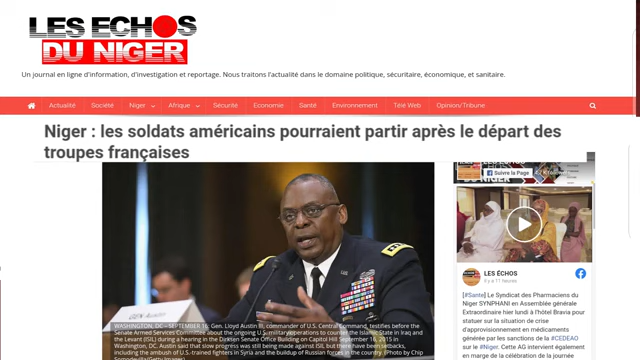 LES ECHOS
DU NIGER
Un journal en ligne d'information, d'investigation et reportage. Nous traitons l'actualité dans le domaine politique, sécuritaire, économique, et sanitaire.
Actualité Société Niger Afrique Sécurité Economie Santé Environnement Télé Web Opinion/Tribune
Niger : les soldats américains pourraient partir après le départ des
troupes françaises
DU NIGER
Suivre la Page
GEN Austin
WASHINGTON, DC – SEPTEMBER 16: Gen. Lloyd Austin III, commander of U.S. Central Command, testifies before the
Senate Armed Services Committee about the ongoing U.S. military operations to counter the Islamic State in Iraq and
the Levant (ISIL) during a hearing in the Dirksen Senate Office Building on Capitol Hill September 16, 2015 in
Washington, DC. Austin said that slow progress was still being made against ISIL but there have been setbacks,
including the ambush of U.S.-trained fighters in Syria and the buildup of Russian forces in the country. (Photo by Chip
Somodevilla/Getty Images)
LES ÉCHOS
Il y a 11 heures
[#Santé] Le Syndicat des Pharmaciens du
Niger SYNPHANI en Assemblée générale
Extraordinaire hier lundi à l'hôtel Bravia pour
statuer sur la situation de crise
d'approvisionnement en médicaments
générée par les sanctions de la #CEDEAO
sur le #Niger. Cette AG intervient également
en marge de la célébration de la journée